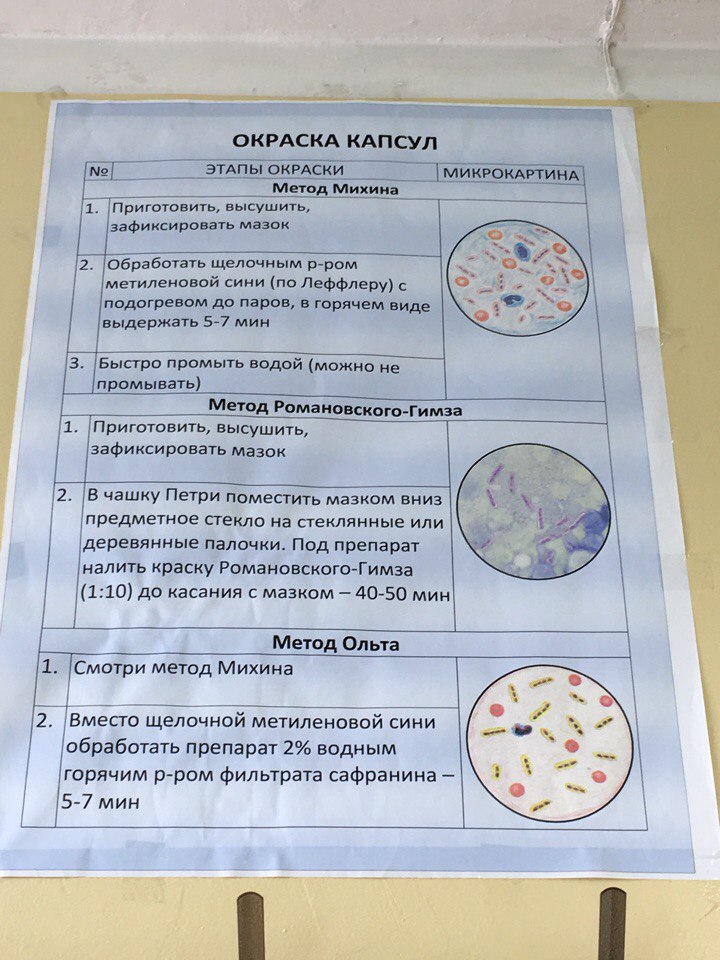 ОКРАСКА КАПСУЛ
№ ЭТАПЫ ОКРАСКИ МИКРОКАРТИНА
Метод Михина
1. Приготовить, высушить,
зафиксировать мазок
2. Обработать щелочным р-ром
метиленовой сини (по Леффлеру) с
подогревом до паров, в горячем виде
выдержать 5-7 мин
3. Быстро промыть водой (можно не
промывать)
Метод Романовского-Гимза
1. Приготовить, высушить,
зафиксировать мазок
2. В чашку Петри поместить мазком вниз
предметное стекло на стеклянные или
деревянные палочки. Под препарат
налить краску Романовского-Гимза
(1:10) до касания с мазком – 40-50 мин
Метод Ольта
1. Смотри метод Михина
2. Вместо щелочной метиленовой сини
обработать препарат 2% водным
горячим р-ром фильтрата сафранина –
5-7 мин